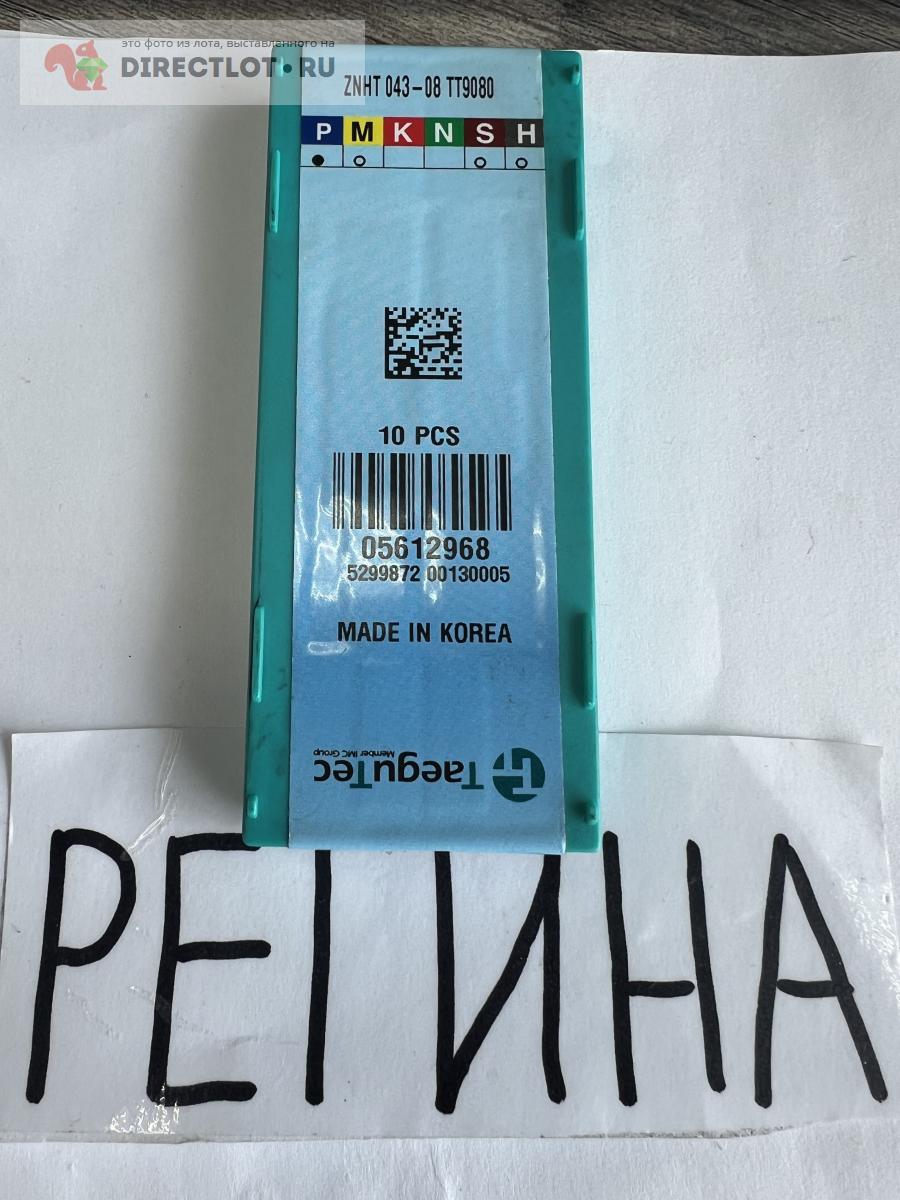 это фото из лота, выставленного на
DIRECTLOT.RU
ZNHT 043-08 TT9080
P M K N S H
10 PCS
05612968
5299872 00130005
MADE IN KOREA
TaeguTec
Member IMC Group
РЕГИНА